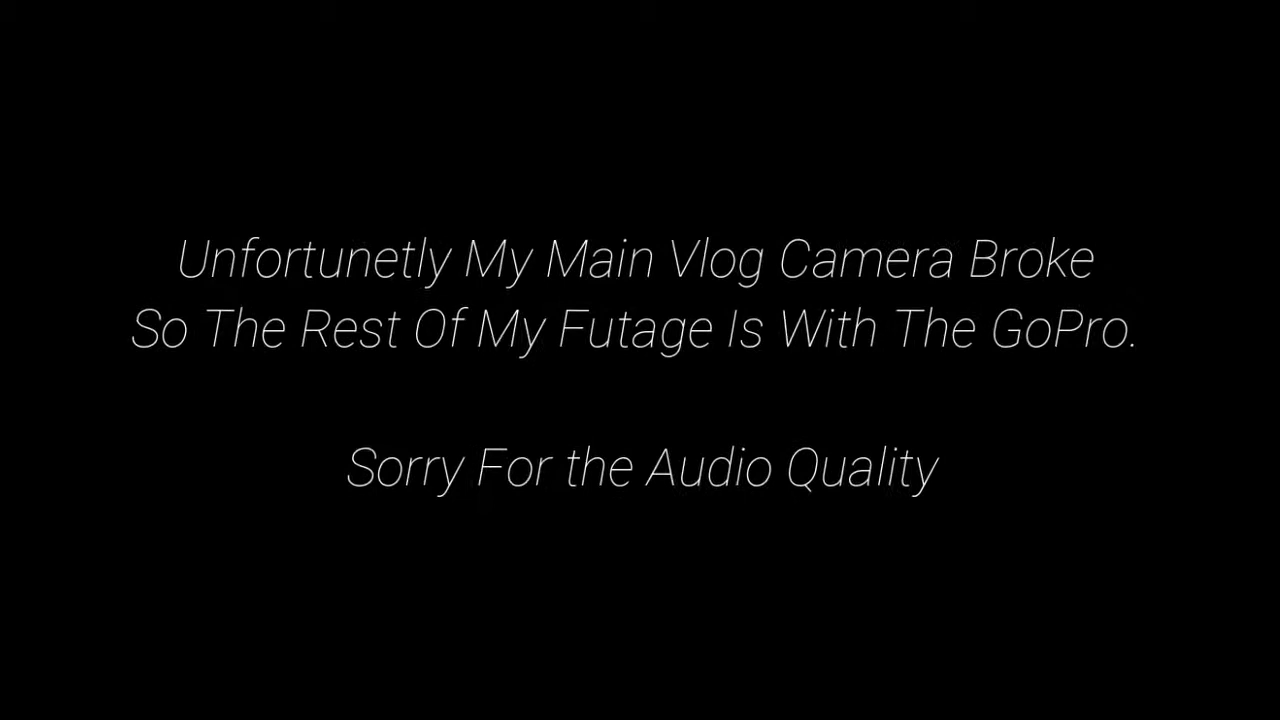 Unfortunetly My Main Vlog Camera Broke
So The Rest Of My Futage Is With The GoPro.
Sorry For the Audio Quality